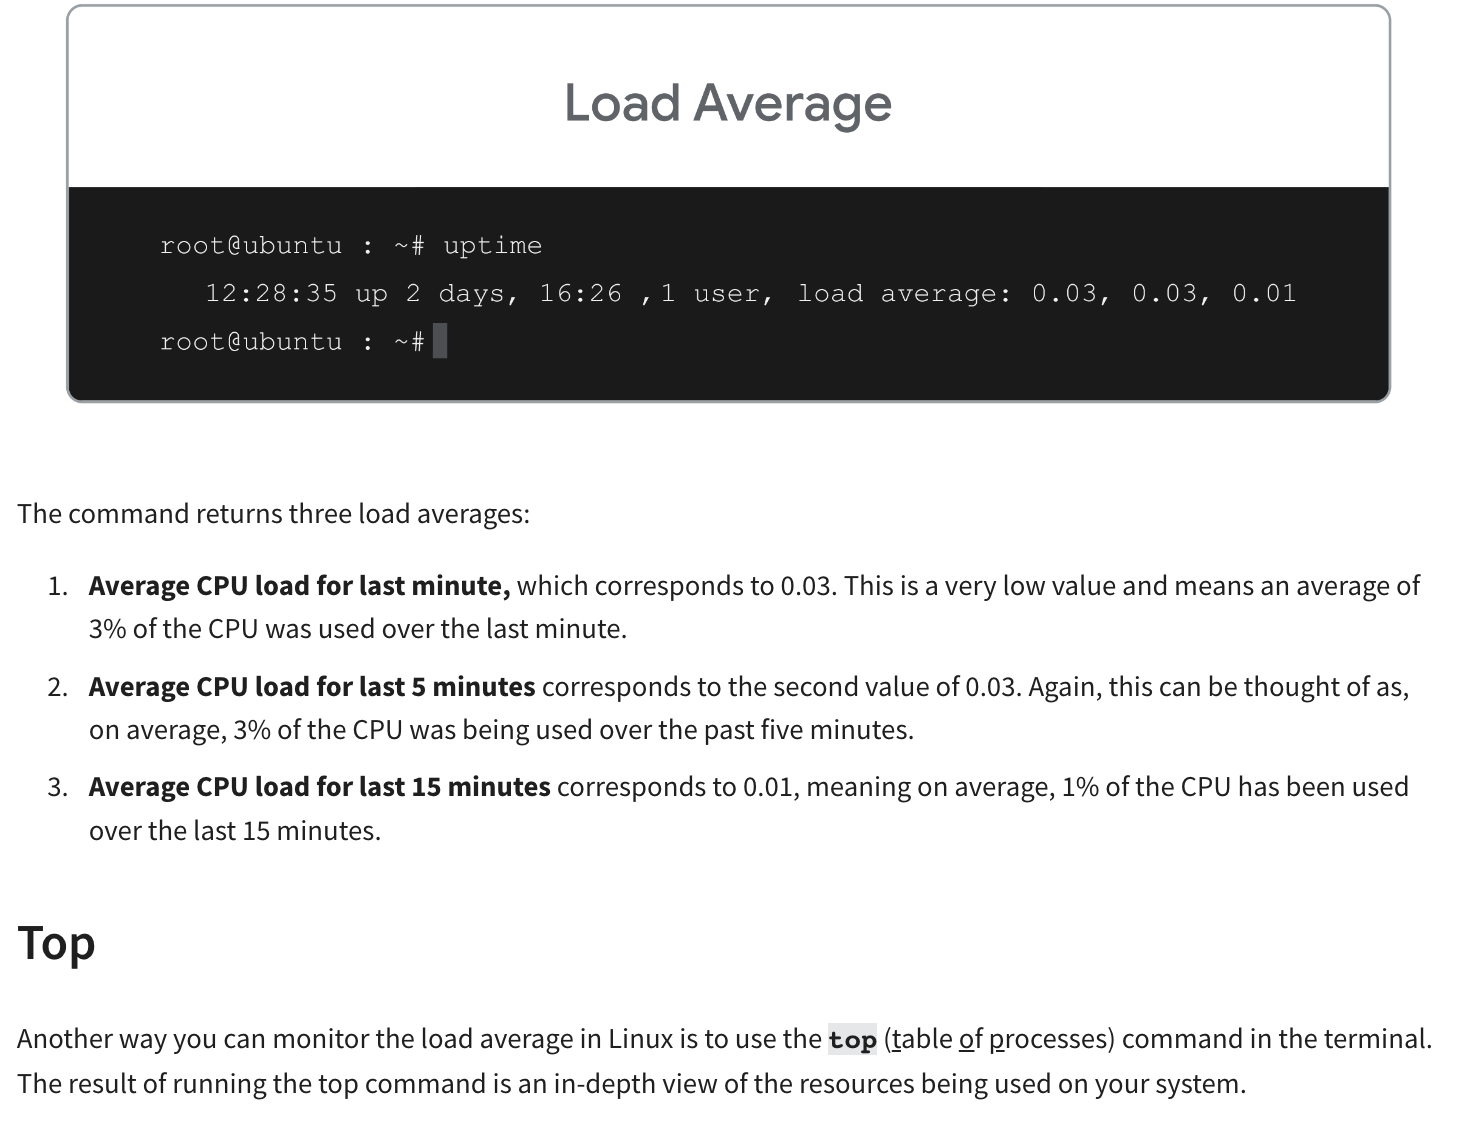 Load Average
root@ubuntu : ~# uptime
12:28:35 up 2 days, 16:26 ,1 user, load average: 0.03, 0.03, 0.01
root@ubuntu : ~#
The command returns three load averages:
1. Average CPU load for last minute, which corresponds to 0.03. This is a very low value and means an average of
3% of the CPU was used over the last minute.
2. Average CPU load for last 5 minutes corresponds to the second value of 0.03. Again, this can be thought of as,
on average, 3% of the CPU was being used over the past five minutes.
3. Average CPU load for last 15 minutes corresponds to 0.01, meaning on average, 1% of the CPU has been used
over the last 15 minutes.
Top
Another way you can monitor the load average in Linux is to use the top (table of processes) command in the terminal.
The result of running the top command is an in-depth view of the resources being used on your system.